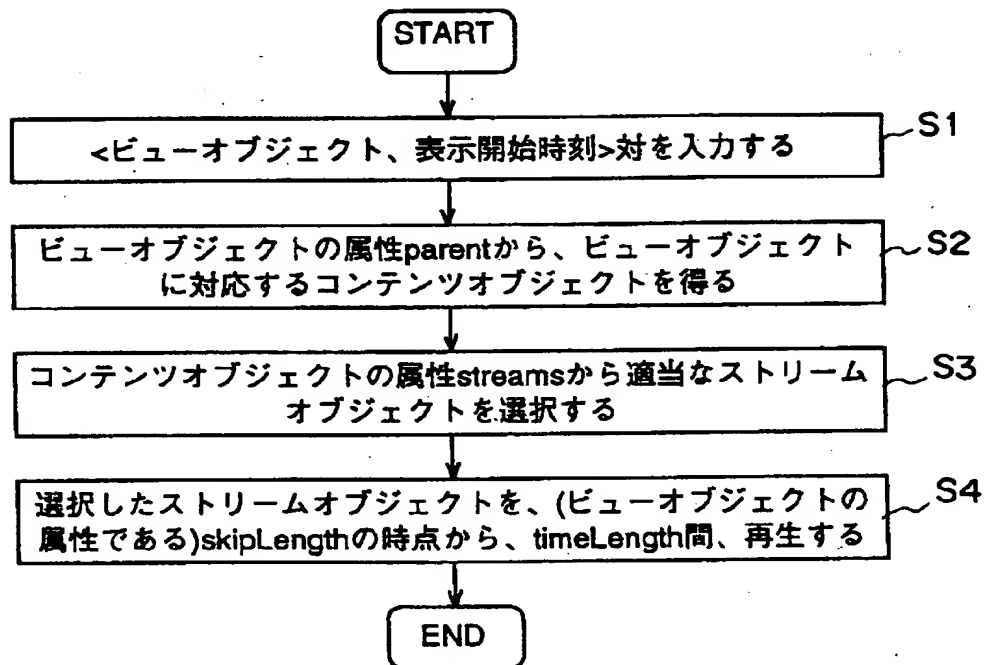 START
<ビューオブジェクト、表示開始時刻>対を入力する
S1
ビューオブジェクトの属性parentから、ビューオブジェクト
に対応するコンテンツオブジェクトを得る
S2
コンテンツオブジェクトの属性streamsから適当なストリーム
オブジェクトを選択する
S3
選択したストリームオブジェクトを、(ビューオブジェクトの
属性である)skipLengthの時点から、timeLength間、再生する
S4
END